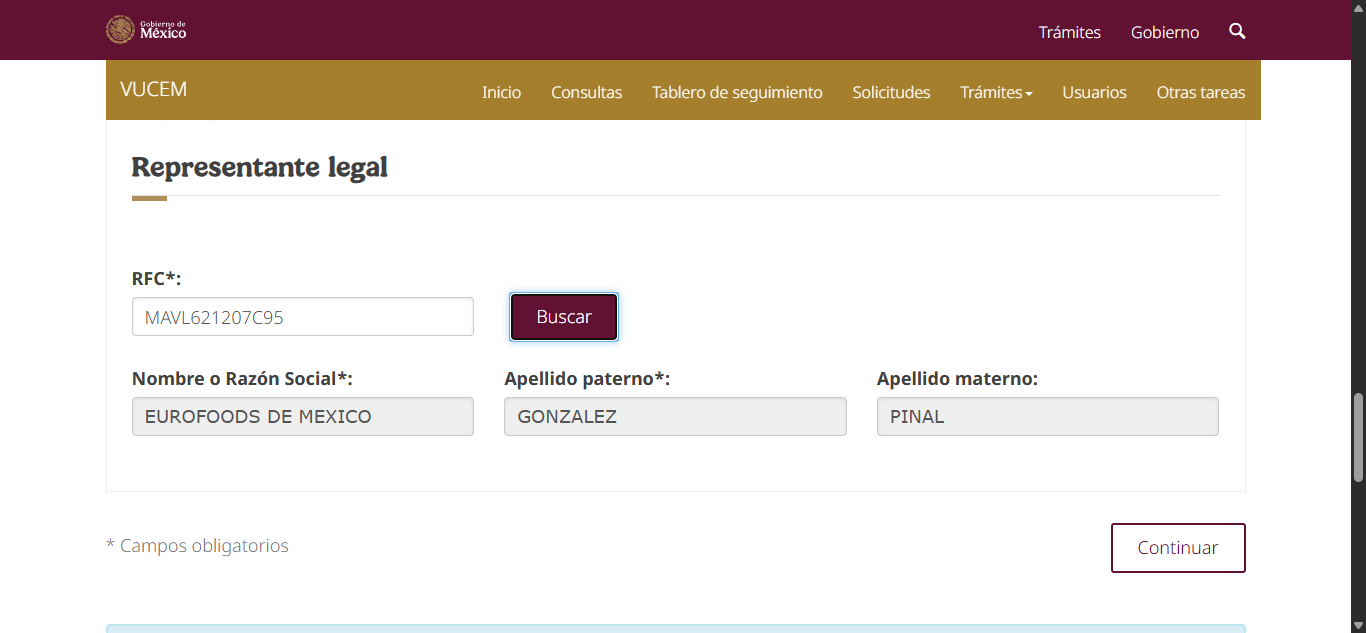 Gobierno de
México
Trámites
Gobierno
VUCEM
Inicio
Consultas
Tablero de seguimiento
Solicitudes
Trámites
Usuarios
Otras tareas
Representante legal
RFC*:
MAVL621207C95
Buscar
Nombre o Razón Social*:
Apellido paterno*:
Apellido materno:
EUROFOODS DE MEXICO
GONZALEZ
PINAL
* Campos obligatorios
Continuar